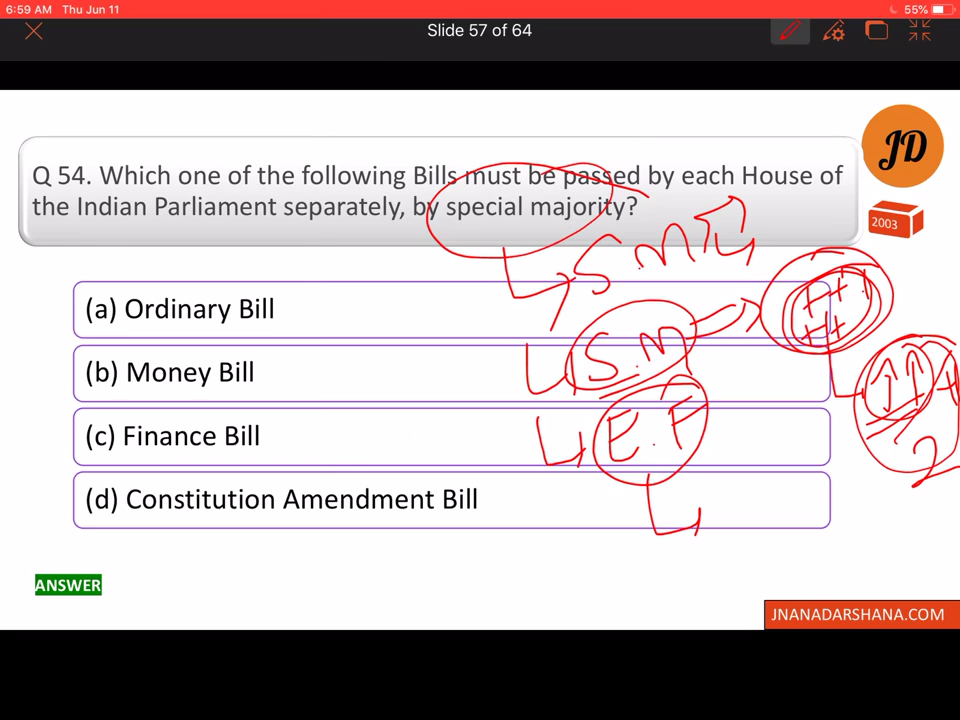 6:59 AM Thu Jun 11
55%
Slide 57 of 64
JD
Q 54. Which one of the following Bills must be passed by each House of
the Indian Parliament separately, by special majority?
2003
S.M
(a) Ordinary Bill
(b) Money Bill
S.M
(c) Finance Bill
E.F
2
(d) Constitution Amendment Bill
ANSWER
JNANADARSHANA.COM